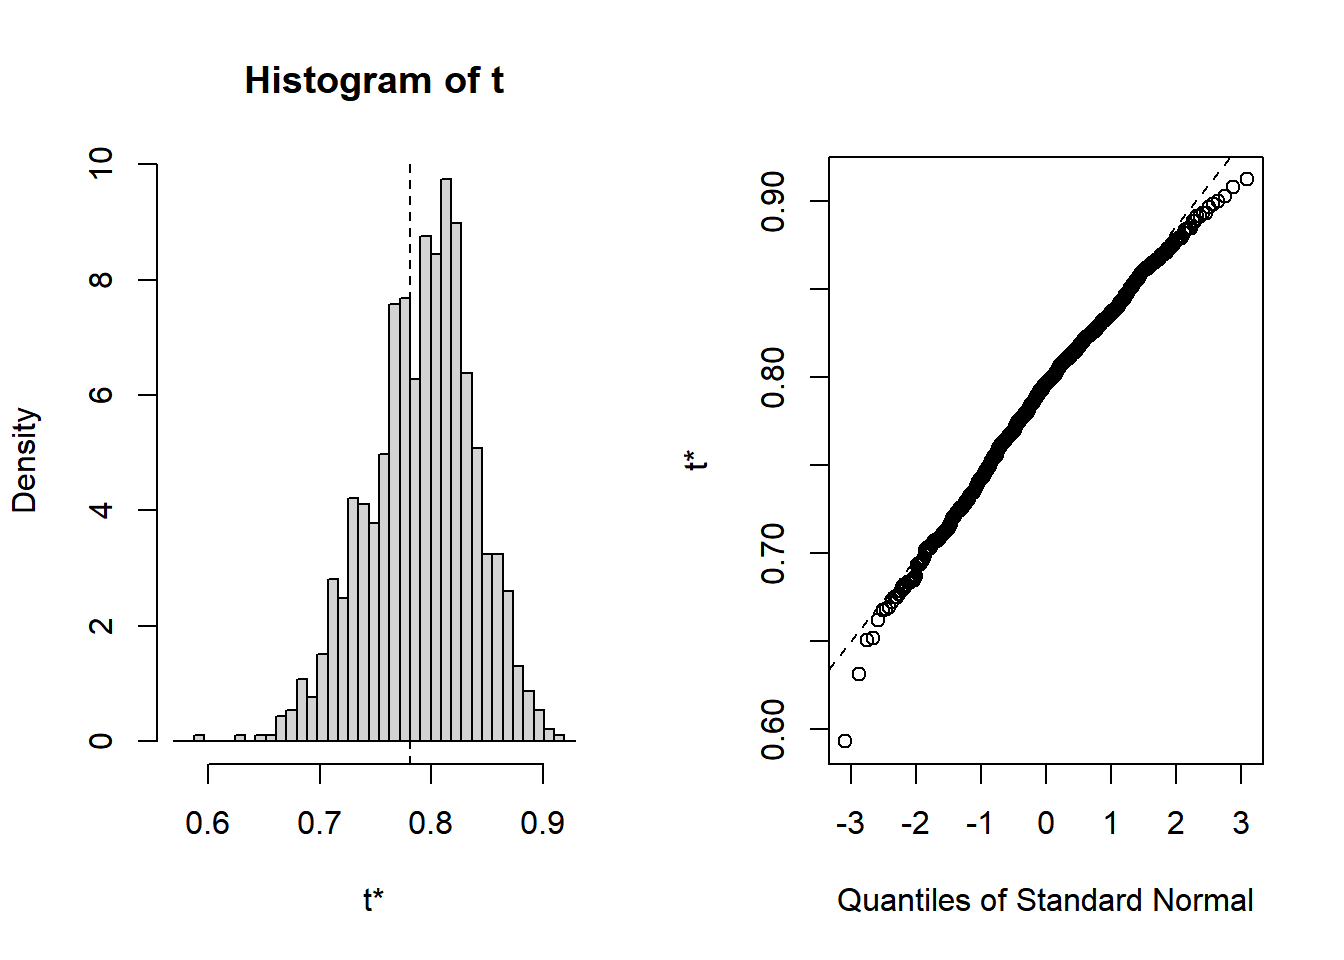 Histogram of t
Density
0 2 4 6 8 10
0.6 0.7 0.8 0.9
t*
t*
0.60 0.70 0.80 0.90
-3 -2 -1 0 1 2 3
Quantiles of Standard Normal